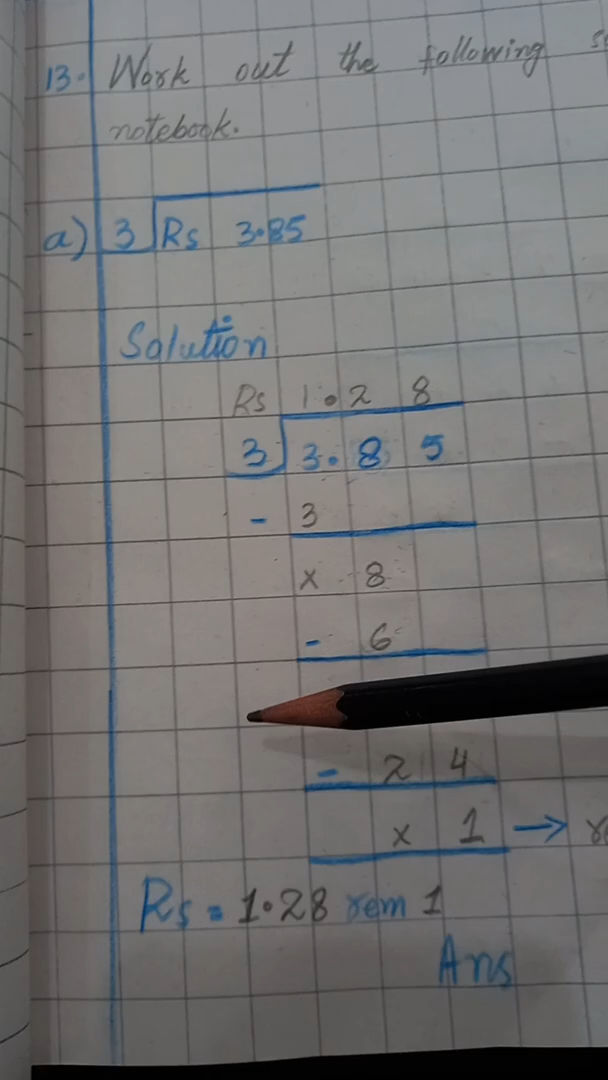 13. Work out the following
notebook.
a) 3 Rs 3.85
Solution
Rs 1.2 8
3 3.8 5
- 3
x 8
- 6
- 2 4
x 1 →
Rs = 1.28 rem 1
Ans